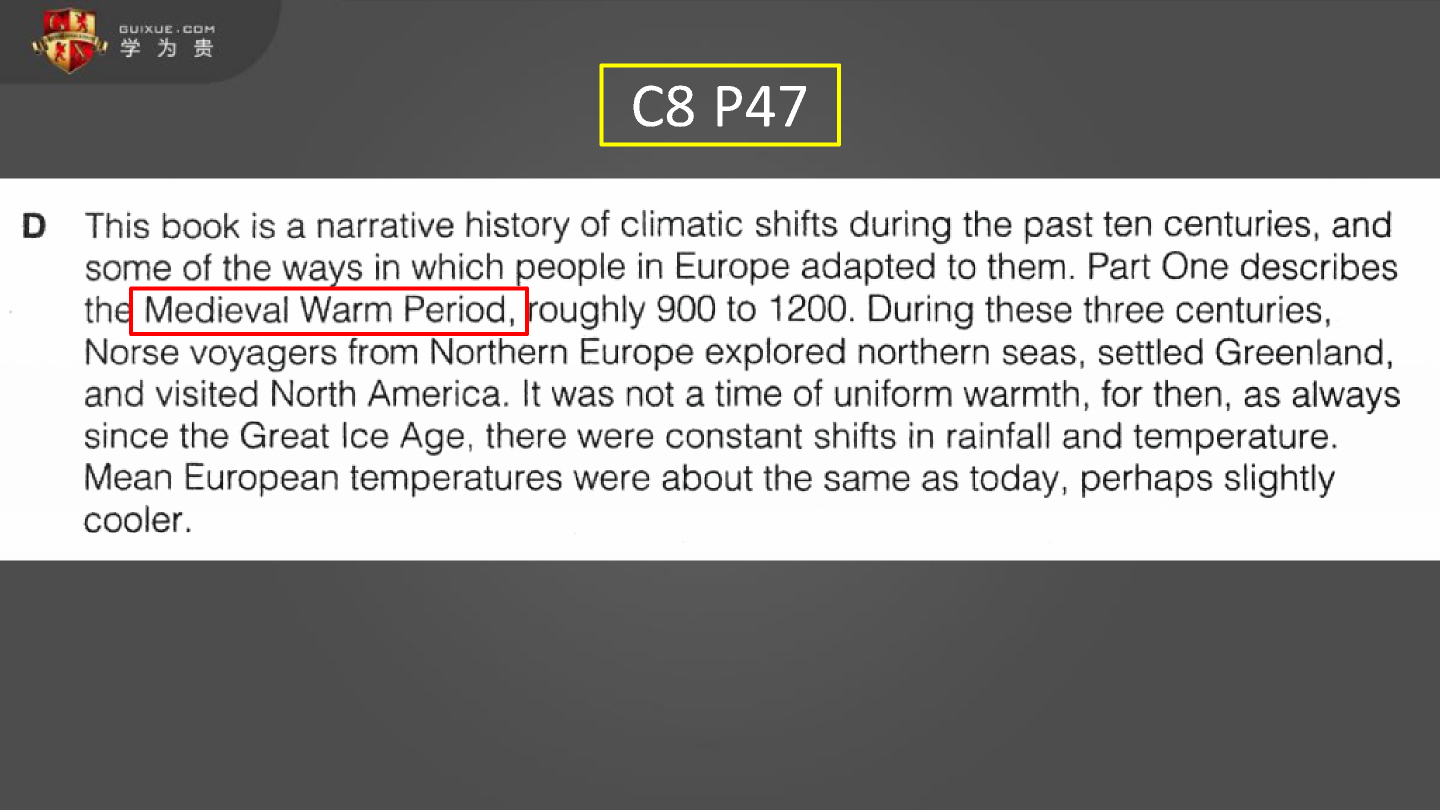 GUIXUE.COM
学为贵
C8 P47
D This book is a narrative history of climatic shifts during the past ten centuries, and
some of the ways in which people in Europe adapted to them. Part One describes
the Medieval Warm Period, roughly 900 to 1200. During these three centuries,
Norse voyagers from Northern Europe explored northern seas, settled Greenland,
and visited North America. It was not a time of uniform warmth, for then, as always
since the Great Ice Age, there were constant shifts in rainfall and temperature.
Mean European temperatures were about the same as today, perhaps slightly
cooler.